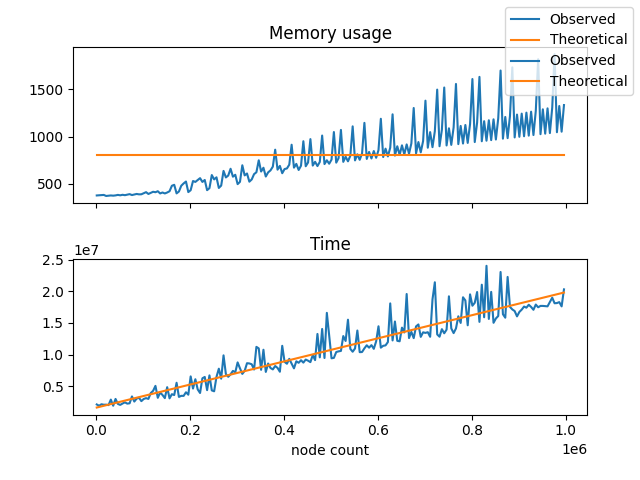 Memory usage
Observed
Theoretical
Observed
Theoretical
1500
1000
500
Time
1e7
2.5
2.0
1.5
1.0
0.5
0.0 0.2 0.4 0.6 0.8 1.0
node count
1e6